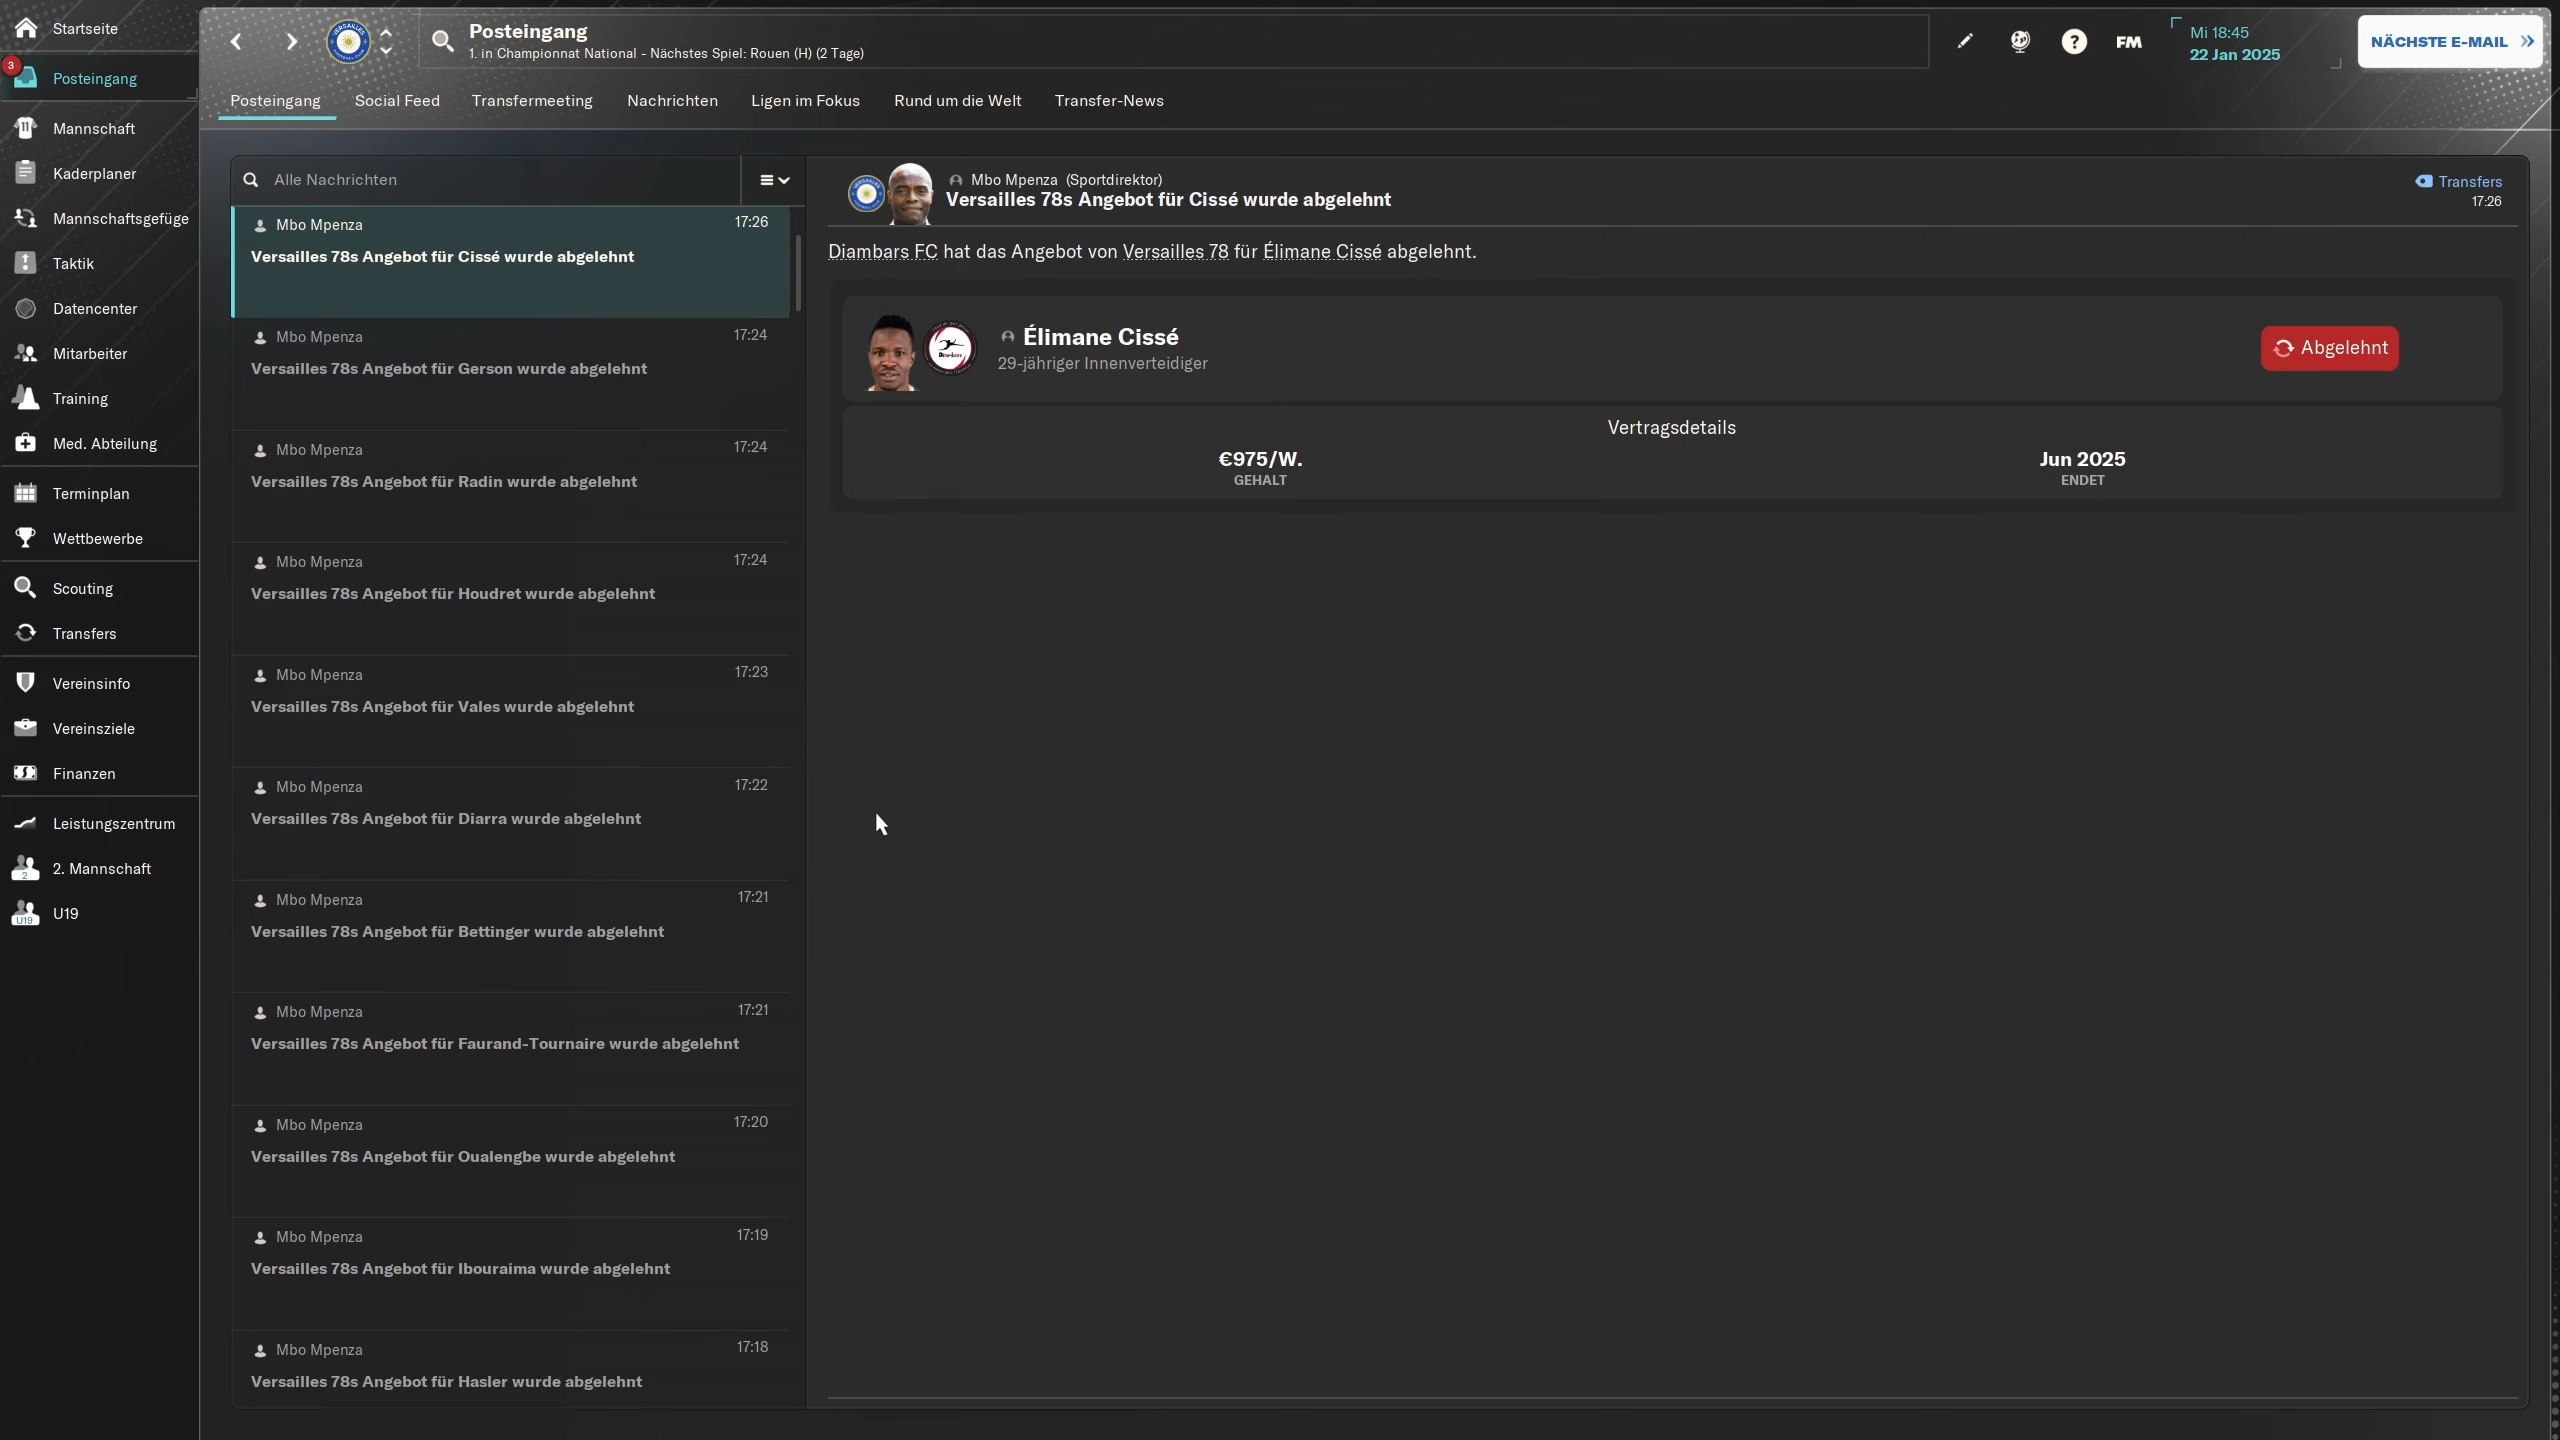 Startseite
3
Posteingang
Mannschaft
Kaderplaner
Mannschaftsgefüge
Taktik
Datencenter
Mitarbeiter
Training
Med. Abteilung
Terminplan
Wettbewerbe
Scouting
Transfers
Vereinsinfo
Vereinsziele
Finanzen
Leistungszentrum
2
2. Mannschaft
U19
U19
Posteingang
1. in Championnat National - Nächstes Spiel: Rouen (H) (2 Tage)
?
FM
Mi 18:45
22 Jan 2025
NÄCHSTE E-MAIL
Posteingang
Social Feed
Transfermeeting
Nachrichten
Ligen im Fokus
Rund um die Welt
Transfer-News
Alle Nachrichten
Mbo Mpenza 17:26
Versailles 78s Angebot für Cissé wurde abgelehnt
Mbo Mpenza 17:24
Versailles 78s Angebot für Gerson wurde abgelehnt
Mbo Mpenza 17:24
Versailles 78s Angebot für Radin wurde abgelehnt
Mbo Mpenza 17:24
Versailles 78s Angebot für Houdret wurde abgelehnt
Mbo Mpenza 17:23
Versailles 78s Angebot für Vales wurde abgelehnt
Mbo Mpenza 17:22
Versailles 78s Angebot für Diarra wurde abgelehnt
Mbo Mpenza 17:21
Versailles 78s Angebot für Bettinger wurde abgelehnt
Mbo Mpenza 17:21
Versailles 78s Angebot für Faurand-Tournaire wurde abgelehnt
Mbo Mpenza 17:20
Versailles 78s Angebot für Oualengbe wurde abgelehnt
Mbo Mpenza 17:19
Versailles 78s Angebot für Ibouraima wurde abgelehnt
Mbo Mpenza 17:18
Versailles 78s Angebot für Hasler wurde abgelehnt
Mbo Mpenza (Sportdirektor)
Versailles 78s Angebot für Cissé wurde abgelehnt
Transfers
17:26
Diambars FC hat das Angebot von Versailles 78 für Élimane Cissé abgelehnt.
Élimane Cissé
29-jähriger Innenverteidiger
Abgelehnt
Vertragsdetails
€975/W.
GEHALT
Jun 2025
ENDET